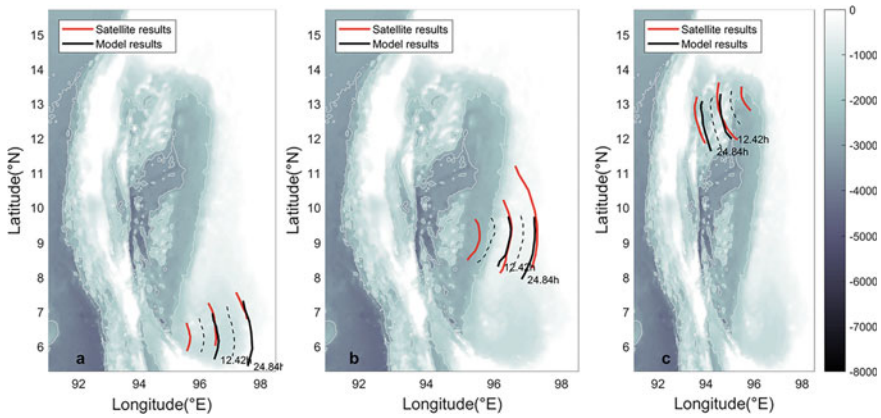 Satellite results
Model results
15
14
13
12
11
10
9
8
7
6
Latitude(°N)
92
94
96
98
Longitude(°E)
a
12.42h
24.84h
Satellite results
Model results
15
14
13
12
11
10
9
8
7
6
Latitude(°N)
92
94
96
98
Longitude(°E)
b
12.42h
24.84h
Satellite results
Model results
15
14
13
12
11
10
9
8
7
6
Latitude(°N)
92
94
96
98
Longitude(°E)
c
12.42h
24.84h
0
-1000
-2000
-3000
-4000
-5000
-6000
-7000
-8000